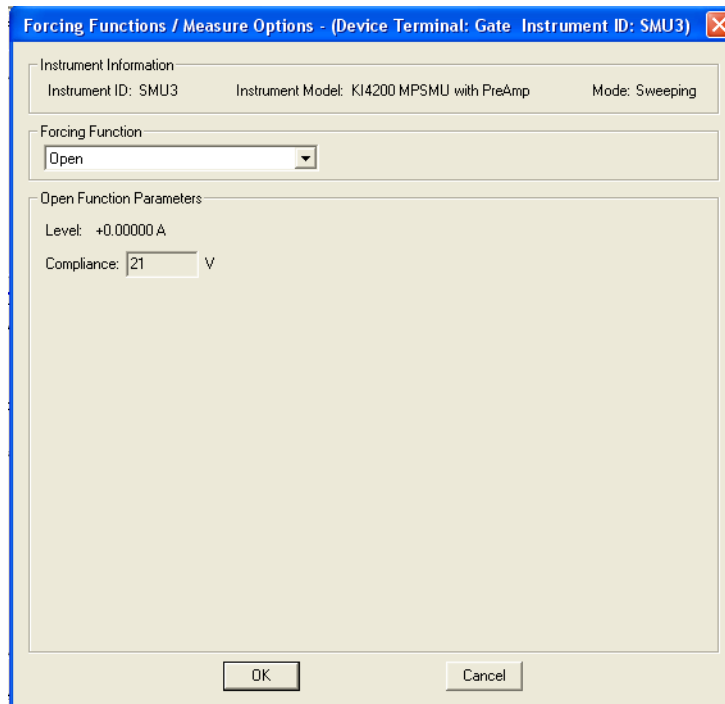 Forcing Functions / Measure Options - (Device Terminal: Gate Instrument ID: SMU3)
Instrument Information
Instrument ID: SMU3 Instrument Model: KI4200 MPSMU with PreAmp Mode: Sweeping
Forcing Function
Open
Open Function Parameters
Level: +0.00000 A
Compliance: 21 V
OK Cancel